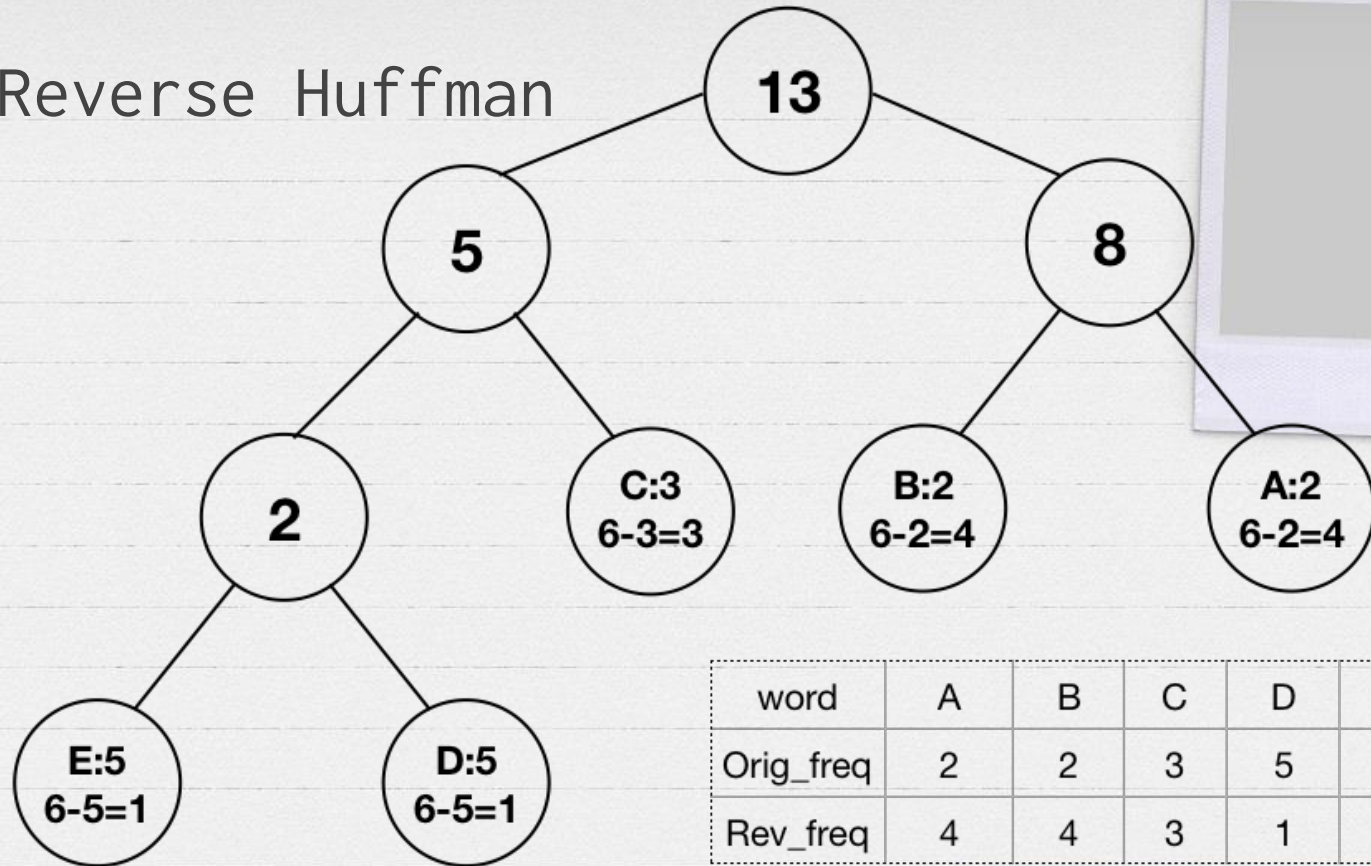 Reverse Huffman
13
5
8
2
C:3
6-3=3
B:2
6-2=4
A:2
6-2=4
E:5
6-5=1
D:5
6-5=1
word A B C D
Orig_freq 2 2 3 5
Rev_freq 4 4 3 1